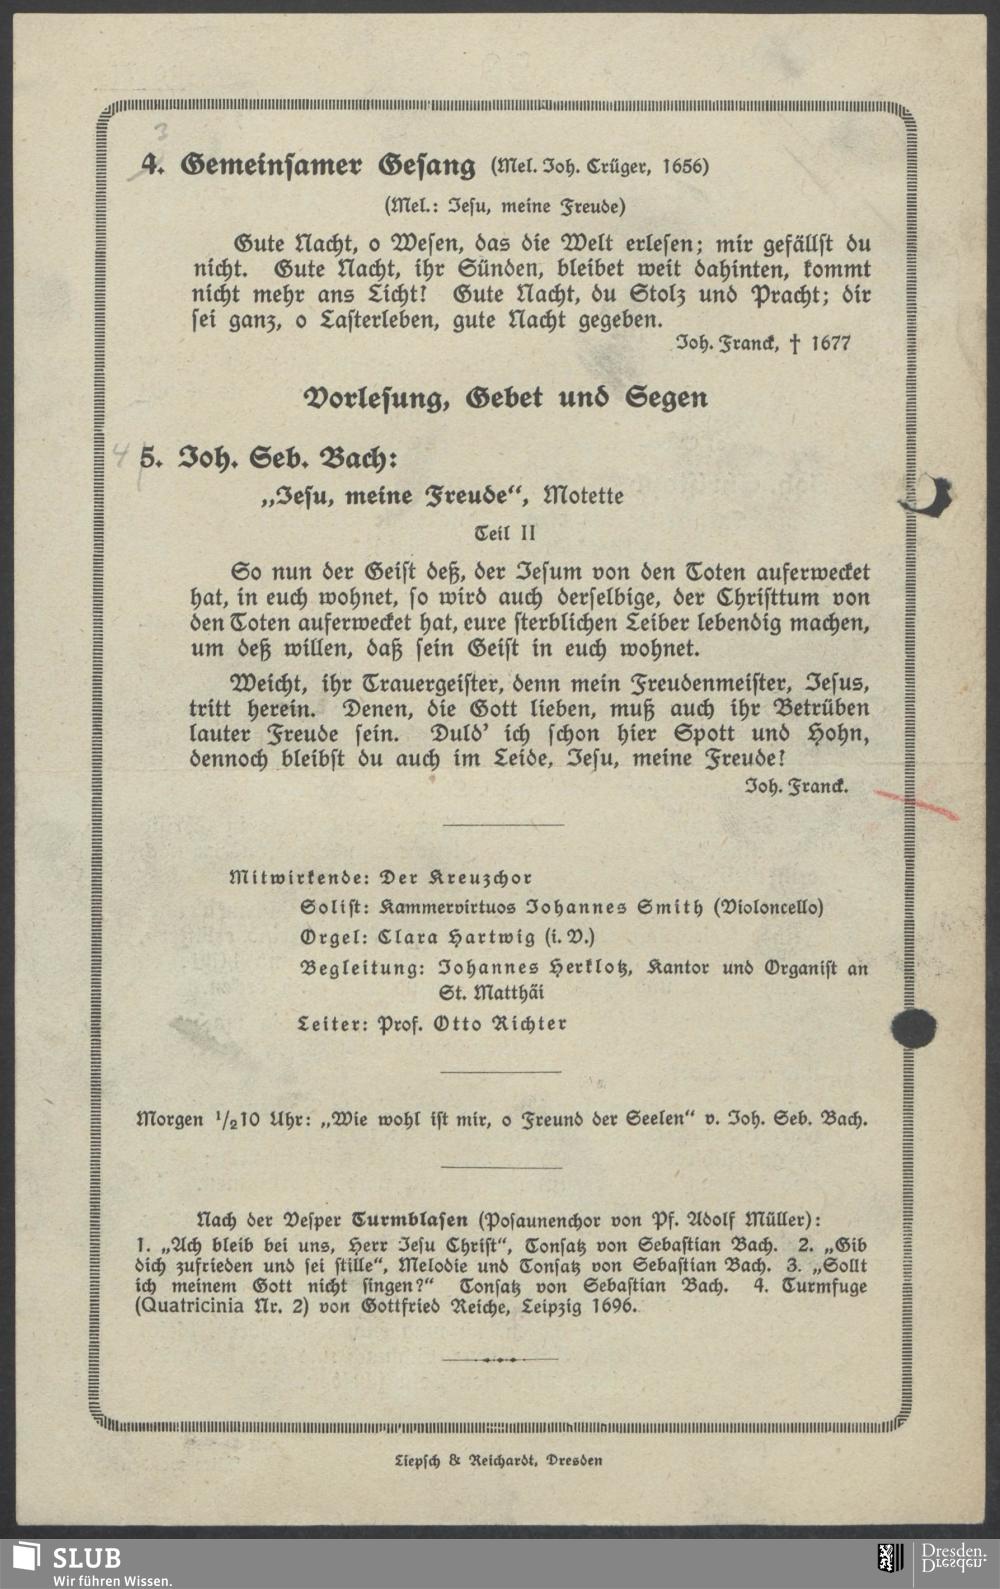 3
4. Gemeinsamer Gesang (Mel. Joh. Crüger, 1656)
(Mel.: Jesu, meine Freude)
Gute Nacht, o Wesen, das die Welt erlesen; mir gefällst du
nicht. Gute Nacht, ihr Sünden, bleibet weit dahinten, kommt
nicht mehr ans Licht! Gute Nacht, du Stolz und Pracht; dir
sei ganz, o Lasterleben, gute Nacht gegeben.
Joh. Franck, † 1677
Vorlesung, Gebet und Segen
4 5. Joh. Seb. Bach:
„Jesu, meine Freude“, Motette
Teil II
So nun der Geist deß, der Jesum von den Toten auferwecket
hat, in euch wohnet, so wird auch derselbige, der Christtum von
den Toten auferwecket hat, eure sterblichen Leiber lebendig machen,
um deß willen, daß sein Geist in euch wohnet.
Weicht, ihr Trauergeister, denn mein Freudenmeister, Jesus,
tritt herein. Denen, die Gott lieben, muß auch ihr Betrüben
lauter Freude sein. Duld’ ich schon hier Spott und Hohn,
dennoch bleibst du auch im Leide, Jesu, meine Freude!
Joh. Franck.
Mitwirkende: Der Kreuzchor
Solist: Kammervirtuos Johannes Smith (Violoncello)
Orgel: Clara Hartwig (i. V.)
Begleitung: Johannes Herklotz, Kantor und Organist an
St. Matthäi
Leiter: Prof. Otto Richter
Morgen 1/2 10 Uhr: „Wie wohl ist mir, o Freund der Seelen“ v. Joh. Seb. Bach.
Nach der Vesper Turmblasen (Posaunenchor von Pf. Adolf Müller):
1. „Ach bleib bei uns, Herr Jesu Christ“, Tonsatz von Sebastian Bach. 2. „Gib
dich zufrieden und sei stille“, Melodie und Tonsatz von Sebastian Bach. 3. „Sollt
ich meinem Gott nicht singen?“ Tonsatz von Sebastian Bach. 4. Turmfuge
(Quatricinia Nr. 2) von Gottfried Reiche, Leipzig 1696.
Liepsch & Reichardt, Dresden
SLUB
Wir führen Wissen.
Dresden.
Dresden.